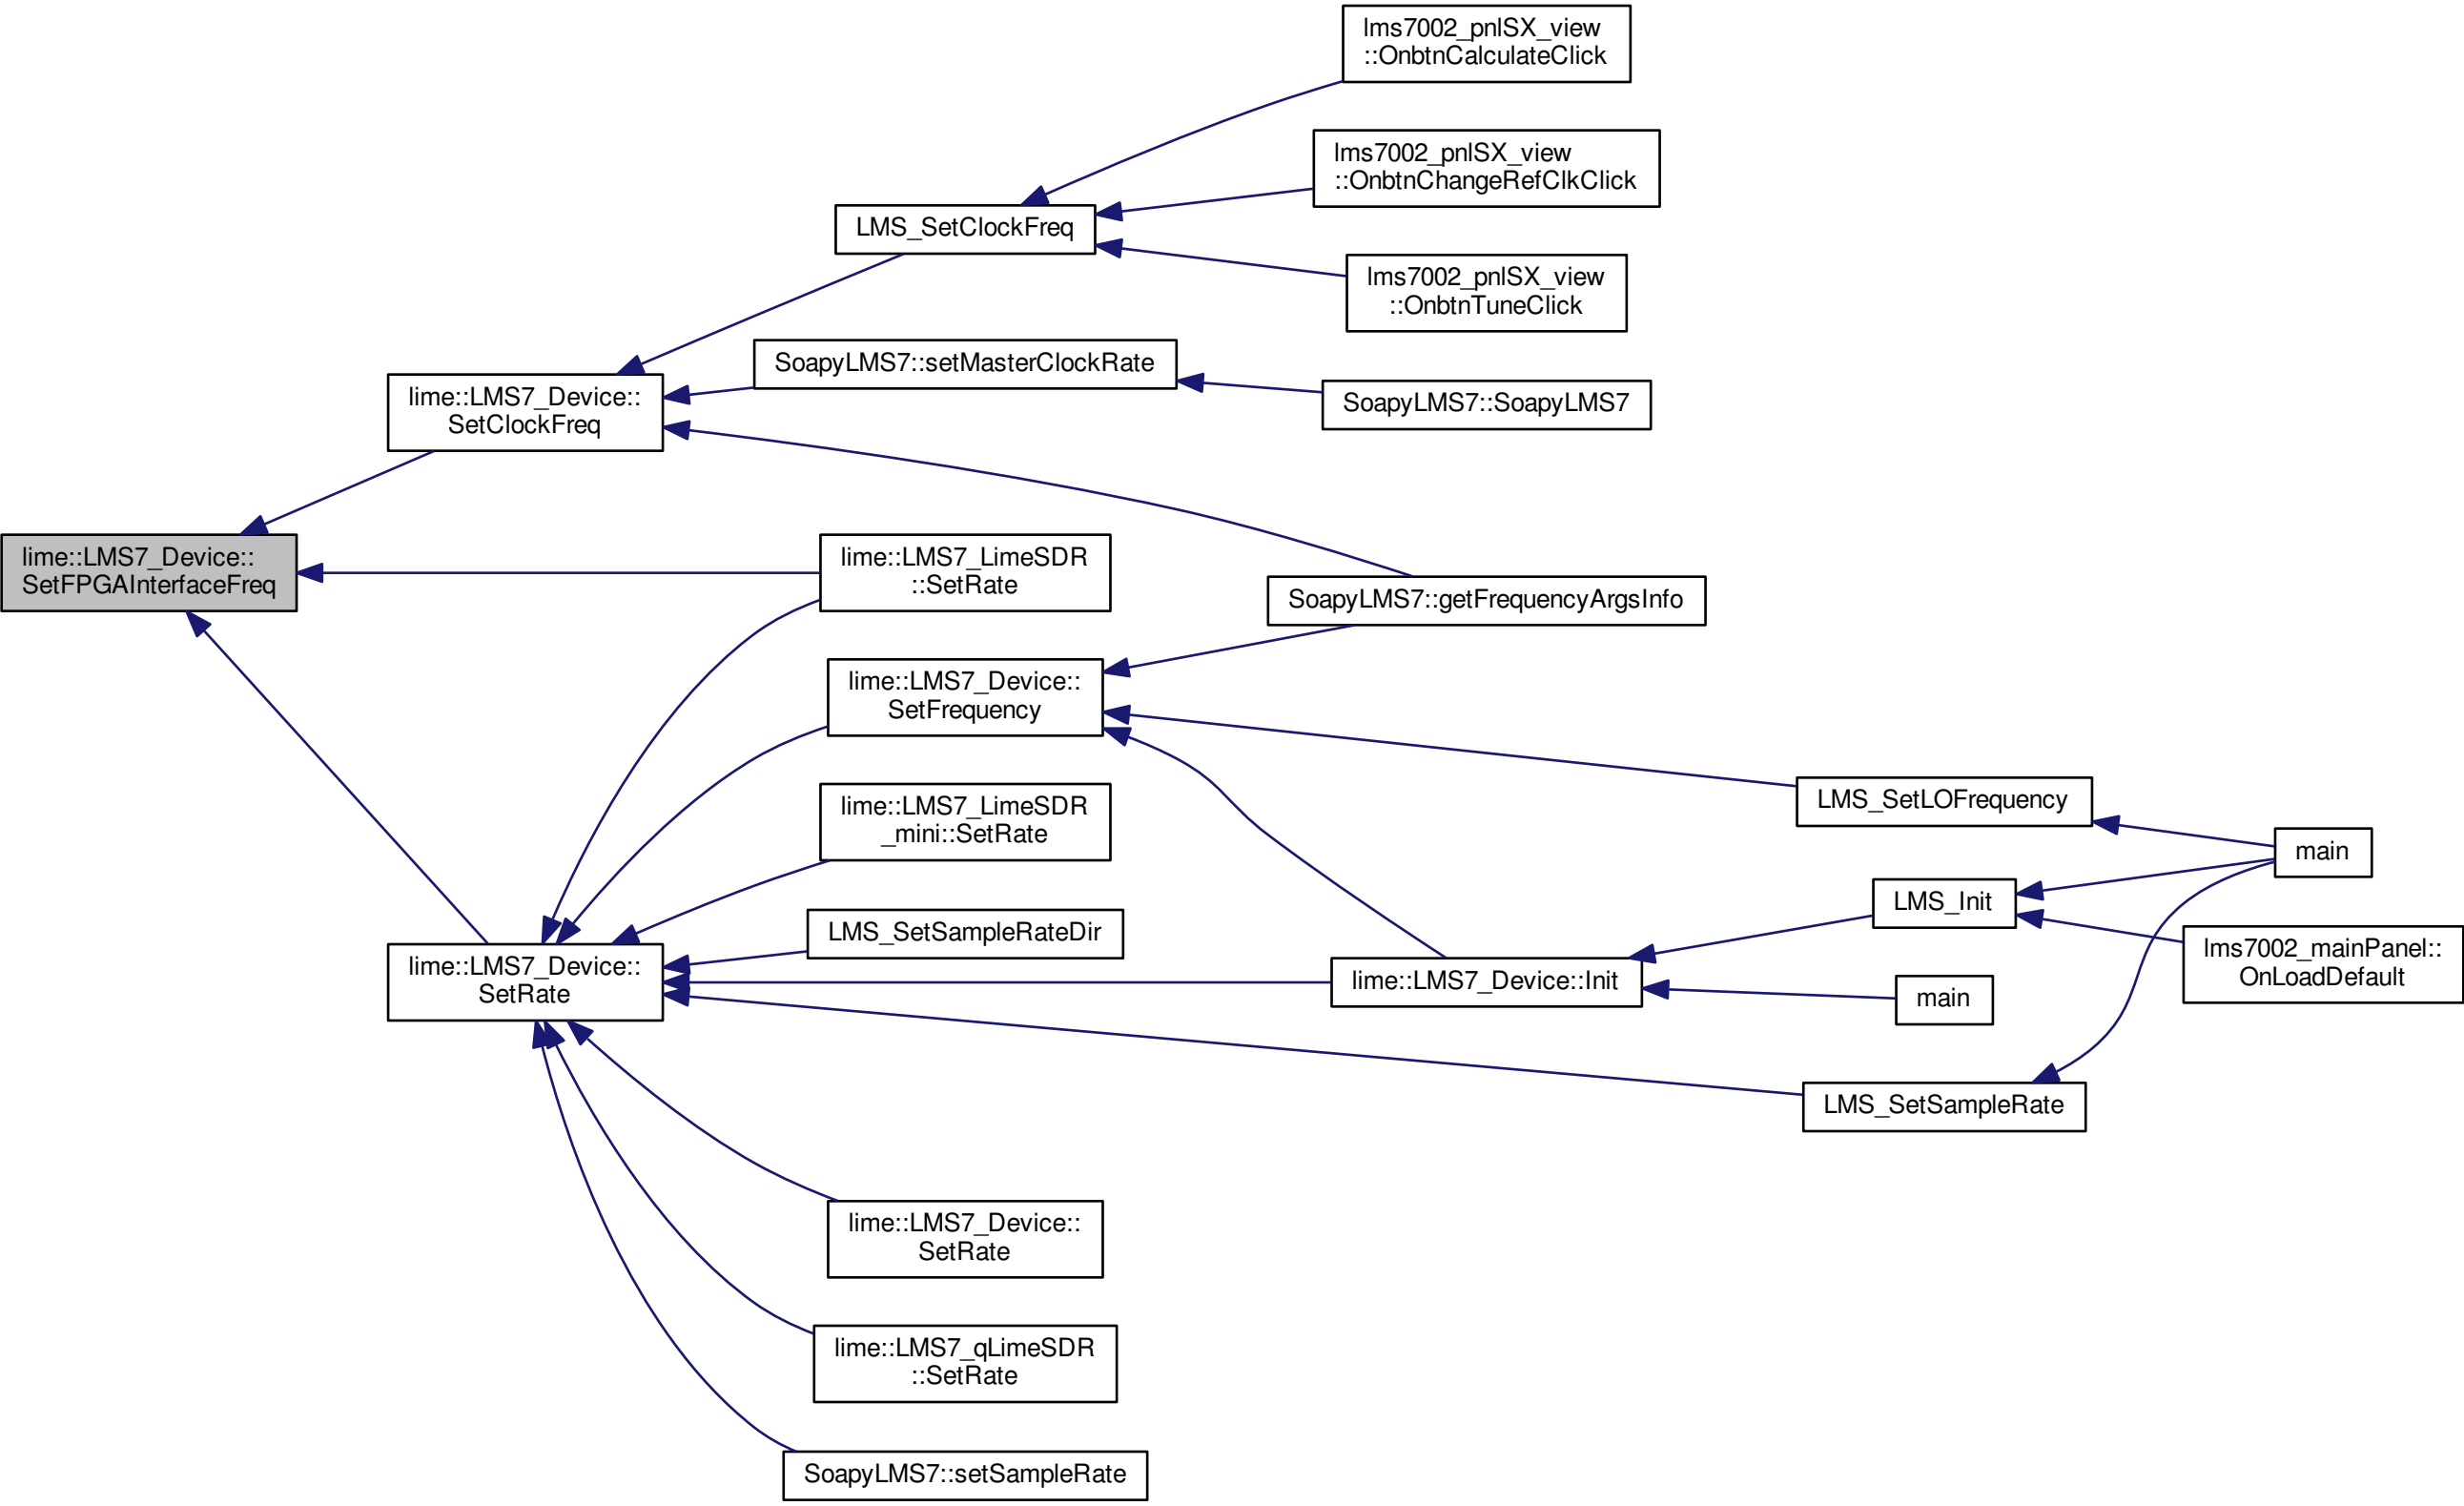 lms7002_pnlSX_view
::OnbtnCalculateClick
lms7002_pnlSX_view
::OnbtnChangeRefClkClick
LMS_SetClockFreq
lms7002_pnlSX_view
::OnbtnTuneClick
SoapyLMS7::setMasterClockRate
SoapyLMS7::SoapyLMS7
lime::LMS7_Device::
SetClockFreq
lime::LMS7_Device::
SetFPGAInterfaceFreq
lime::LMS7_LimeSDR
::SetRate
SoapyLMS7::getFrequencyArgsInfo
lime::LMS7_Device::
SetFrequency
LMS_SetLOFrequency
lime::LMS7_LimeSDR
_mini::SetRate
main
LMS_Init
LMS_SetSampleRateDir
lms7002_mainPanel::
OnLoadDefault
lime::LMS7_Device::
SetRate
lime::LMS7_Device::Init
main
LMS_SetSampleRate
lime::LMS7_Device::
SetRate
lime::LMS7_qLimeSDR
::SetRate
SoapyLMS7::setSampleRate